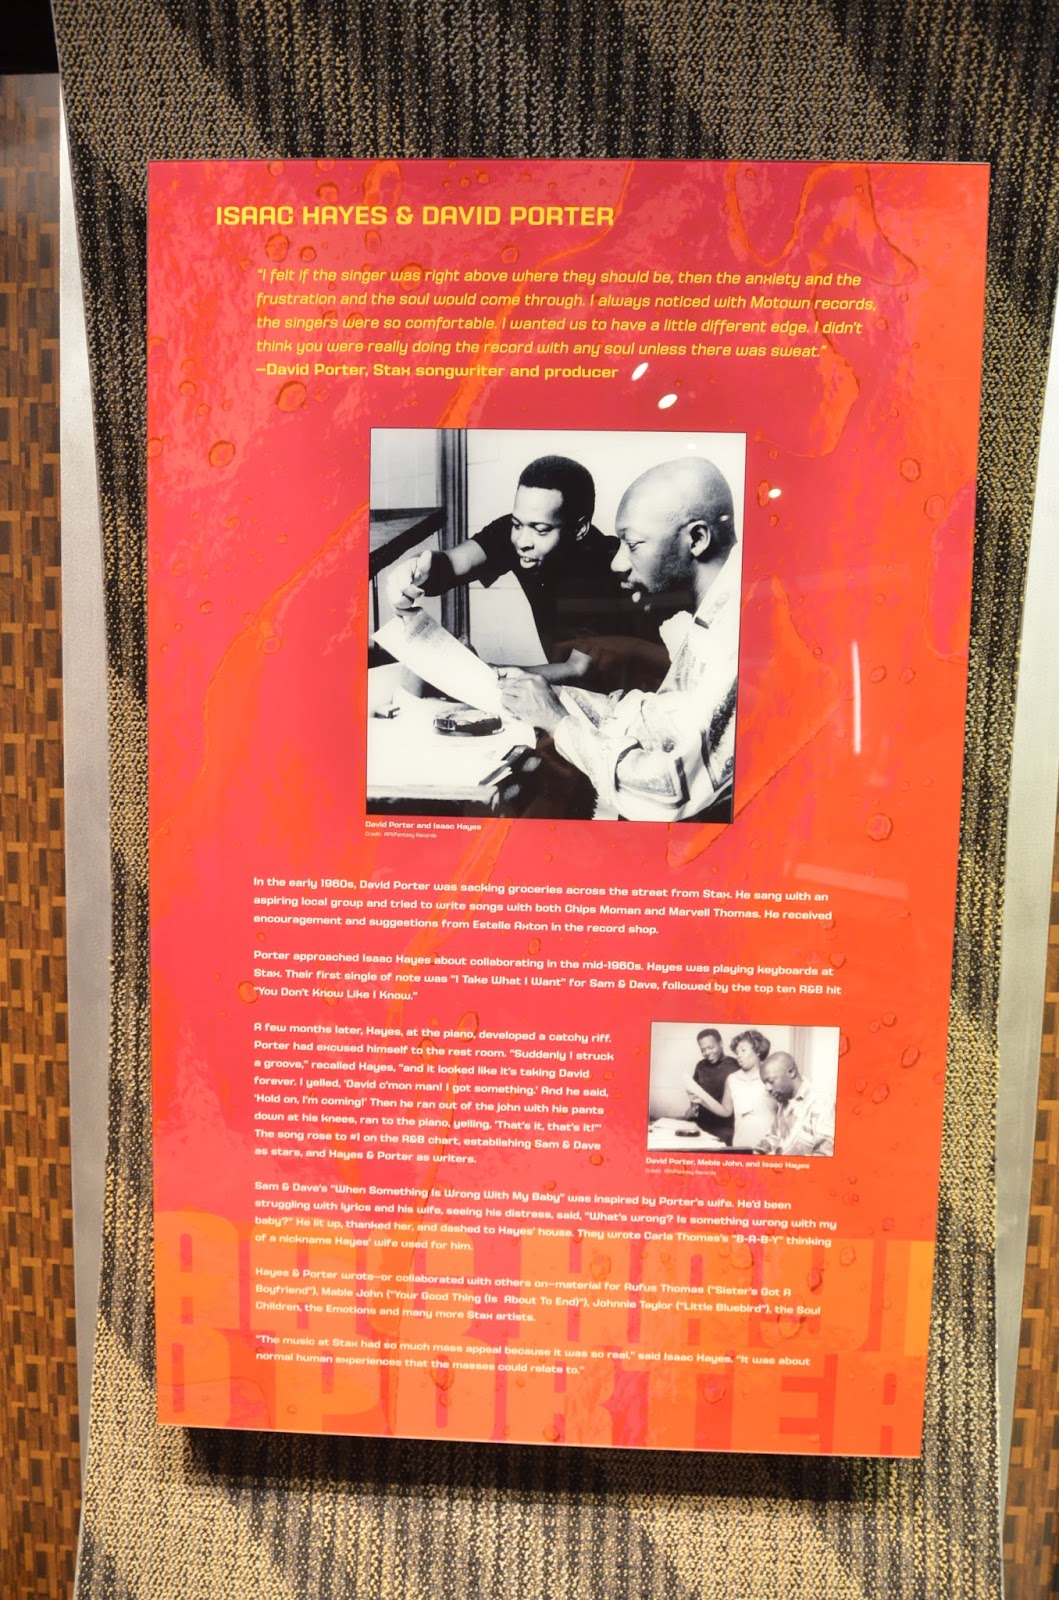 ISAAC HAYES & DAVID PORTER
"I felt if the singer was right above where they should be, then the anxiety and the
frustration and the soul would come through. I always noticed with Motown records,
the singers were so comfortable. I wanted us to have a little different edge. I didn't
think you were really doing the record with any soul unless there was sweat."
—David Porter, Stax songwriter and producer
David Porter and Isaac Hayes
Credit: API/Fantasy Records
In the early 1960s, David Porter was sacking groceries across the street from Stax. He sang with an
aspiring local group and tried to write songs with both Chips Moman and Marvell Thomas. He received
encouragement and suggestions from Estelle Axton in the record shop.
Porter approached Isaac Hayes about collaborating in the mid-1960s. Hayes was playing keyboards at
Stax. Their first single of note was "I Take What I Want" for Sam & Dave, followed by the top ten R&B hit
"You Don't Know Like I Know."
A few months later, Hayes, at the piano, developed a catchy riff.
Porter had excused himself to the rest room. "Suddenly I struck
a groove," recalled Hayes, "and it looked like it's taking David
forever. I yelled, 'David c'mon man! I got something.' And he said,
'Hold on, I'm coming!' Then he ran out of the john with his pants
down at his knees, ran to the piano, yelling, 'That's it, that's it!'"
The song rose to #1 on the R&B chart, establishing Sam & Dave
as stars, and Hayes & Porter as writers.
David Porter, Mable John, and Isaac Hayes
Credit: API/Fantasy Records
Sam & Dave's "When Something Is Wrong With My Baby" was inspired by Porter's wife. He'd been
struggling with lyrics and his wife, seeing his distress, said, "What's wrong? Is something wrong with my
baby?" He lit up, thanked her, and dashed to Hayes' house. They wrote Carla Thomas's "B-A-B-Y" thinking
of a nickname Hayes' wife used for him.
Hayes & Porter wrote—or collaborated with others on—material for Rufus Thomas ("Sister's Got A
Boyfriend"), Mable John ("Your Good Thing (Is About To End)"), Johnnie Taylor ("Little Bluebird"), the Soul
Children, the Emotions and many more Stax artists.
"The music at Stax had so much mass appeal because it was so real," said Isaac Hayes. "It was about
normal human experiences that the masses could relate to."
D PORTER